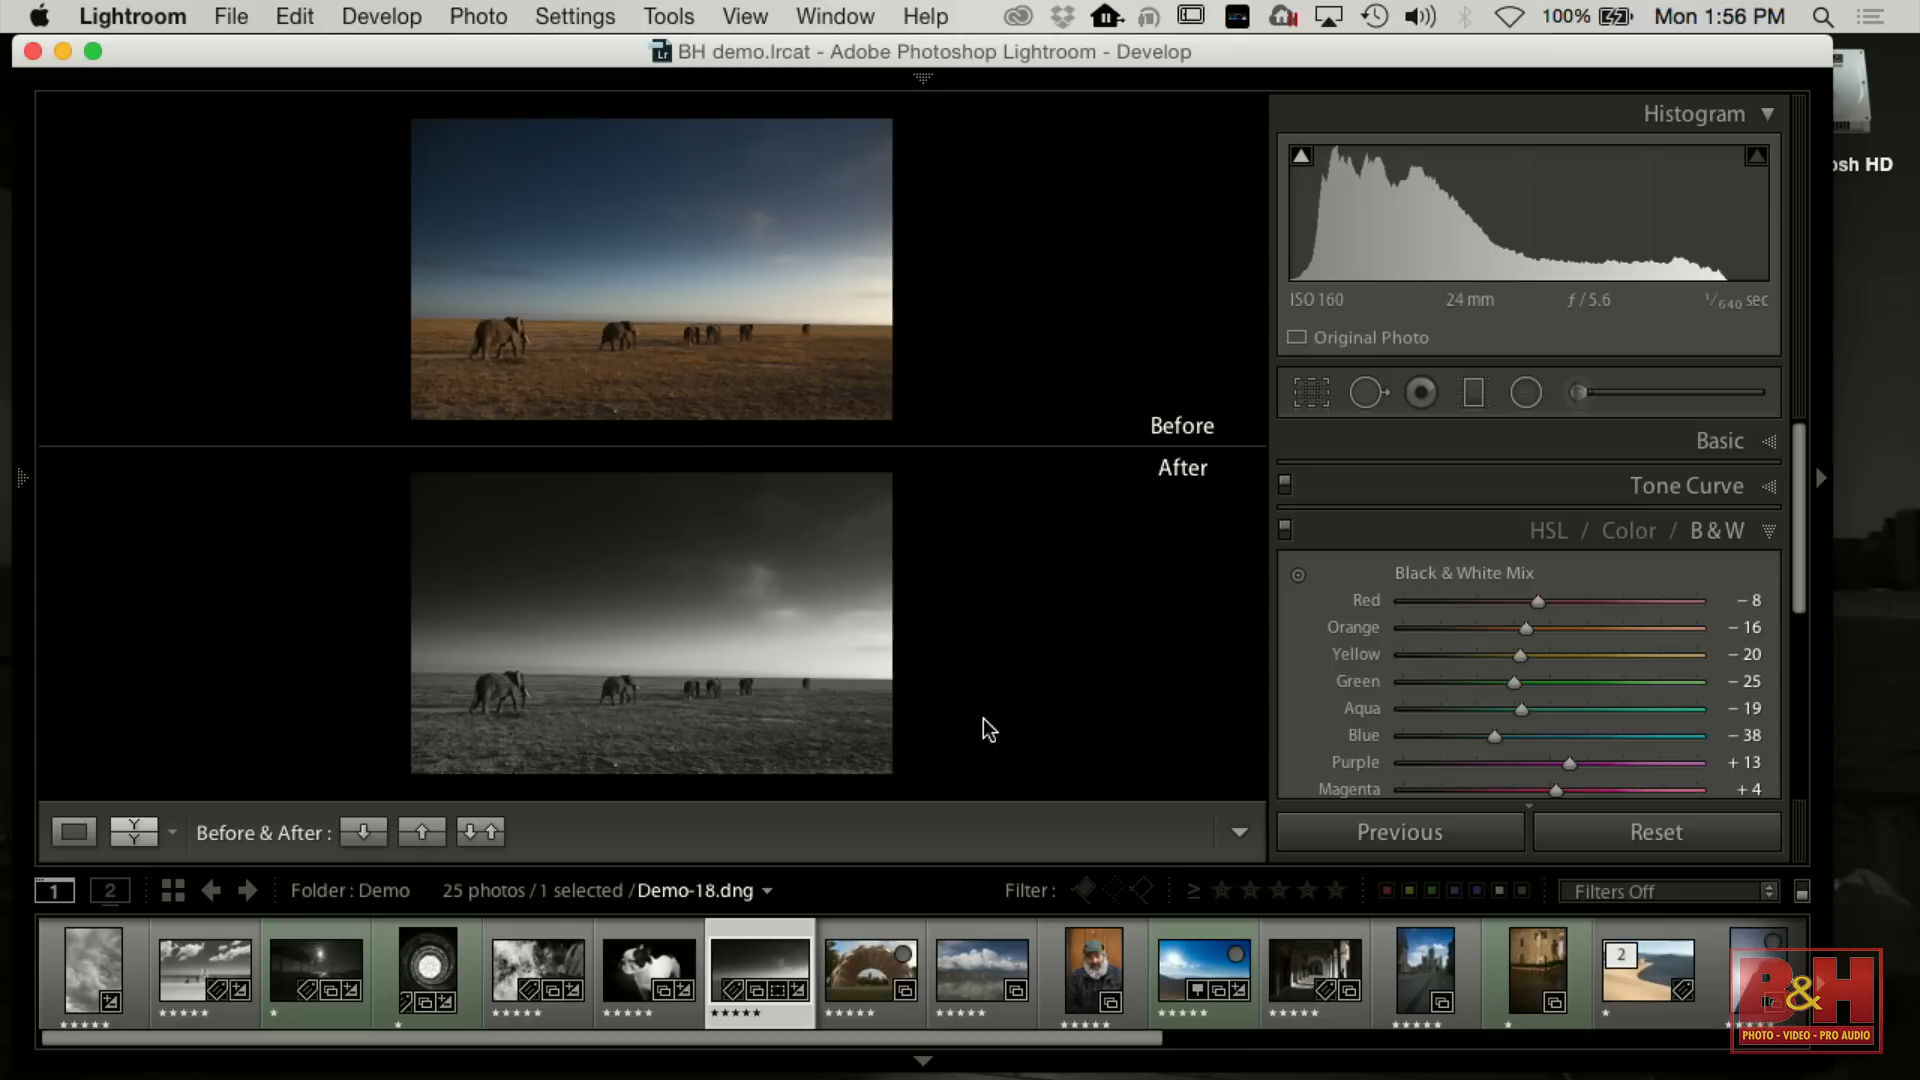 Lightroom File Edit Develop Photo Settings Tools View Window Help 100% Mon 1:56 PM
BH demo.lrcat - Adobe Photoshop Lightroom - Develop
Histogram
osh HD
ISO 160 24 mm ƒ / 5.6 1/640 sec
Original Photo
Before
After
Basic
Tone Curve
HSL / Color / B & W
Black & White Mix
Red - 8
Orange - 16
Yellow - 20
Green - 25
Aqua - 19
Blue - 38
Purple + 13
Magenta + 4
Y Y Before & After :
Previous Reset
1 2 Folder : Demo 25 photos / 1 selected / Demo-18.dng Filter : ≥ Filters Off
2
B&H
PHOTO - VIDEO - PRO AUDIO